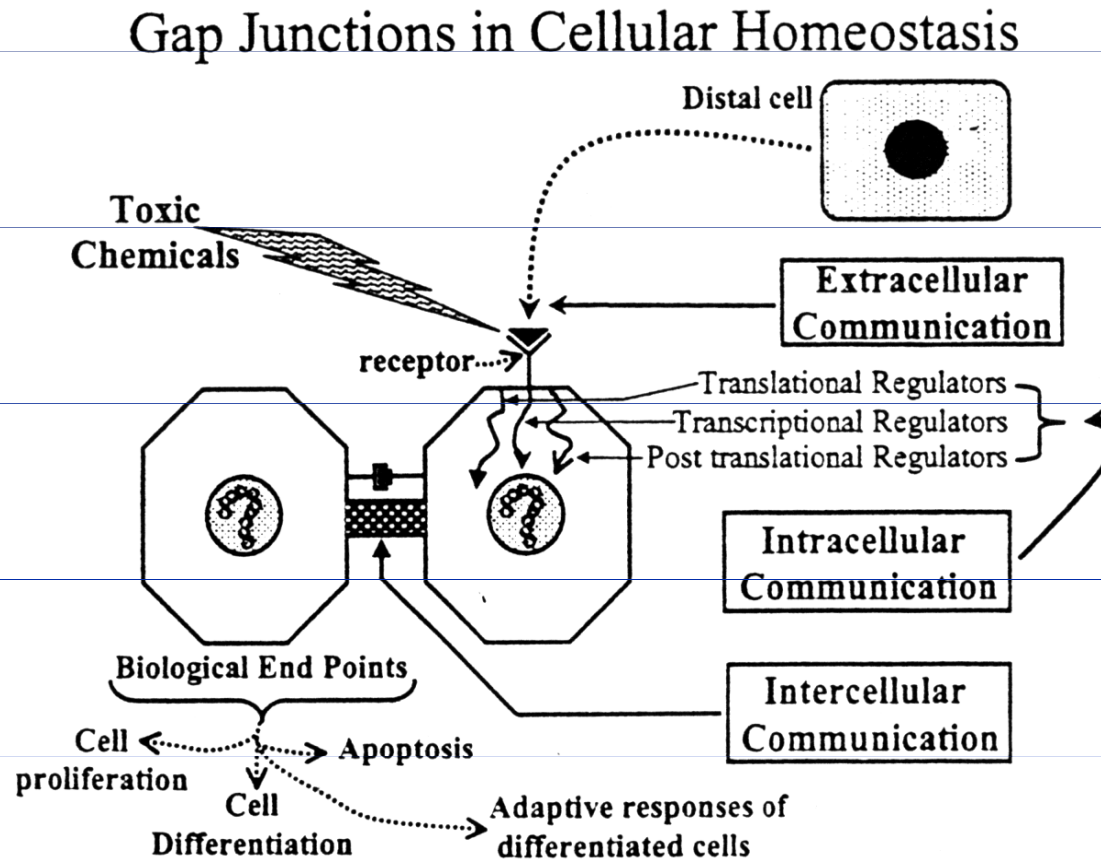 Gap Junctions in Cellular Homeostasis
Distal cell
Toxic
Chemicals
Extracellular
Communication
receptor
Translational Regulators
Transcriptional Regulators
Post translational Regulators
Intracellular
Communication
Biological End Points
Intercellular
Communication
Cell
proliferation
Apoptosis
Cell
Differentiation
Adaptive responses of
differentiated cells